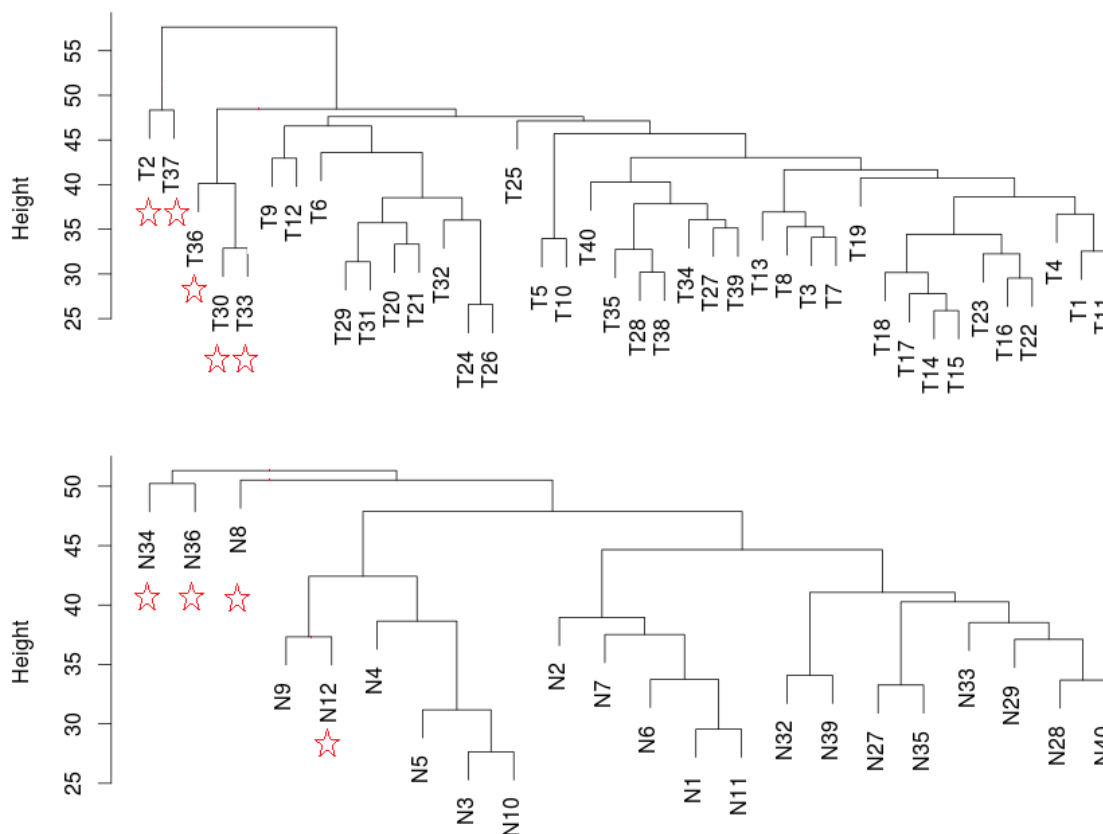 Height
55
50
45
40
35
30
25
T2
T37
T36
T30
T33
T9
T12
T6
T29
T31
T20
T21
T32
T24
T26
T25
T5
T10
T40
T35
T28
T38
T34
T27
T39
T13
T8
T3
T7
T19
T18
T17
T14
T15
T23
T16
T22
T4
T1
T11
Height
50
45
40
35
30
25
N34
N36
N8
N9
N12
N4
N5
N3
N10
N2
N7
N6
N1
N11
N32
N39
N27
N35
N33
N29
N28
N40